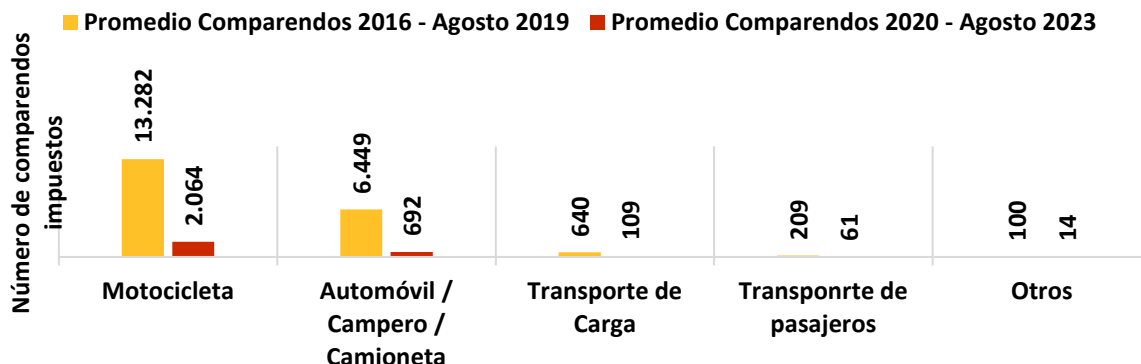 Promedio Comparendos 2016 - Agosto 2019 Promedio Comparendos 2020 - Agosto 2023
Número de comparendos
impuestos
13.282
2.064
6.449
692
640
109
209
61
100
14
Motocicleta
Automóvil /
Campero /
Camioneta
Transporte de
Carga
Transponrte de
pasajeros
Otros